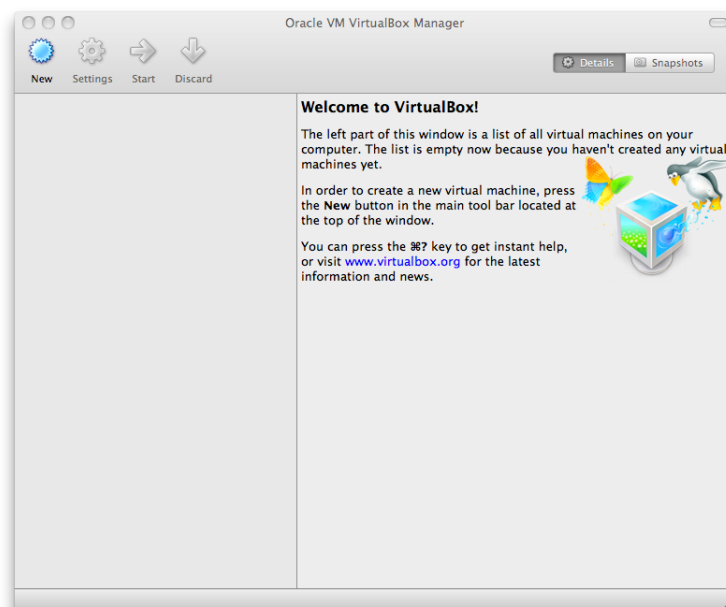 Oracle VM VirtualBox Manager
New Settings Start Discard
Details Snapshots
Welcome to VirtualBox!
The left part of this window is a list of all virtual machines on your
computer. The list is empty now because you haven't created any virtual
machines yet.
In order to create a new virtual machine, press
the New button in the main tool bar located at
the top of the window.
You can press the ⌘? key to get instant help,
or visit www.virtualbox.org for the latest
information and news.